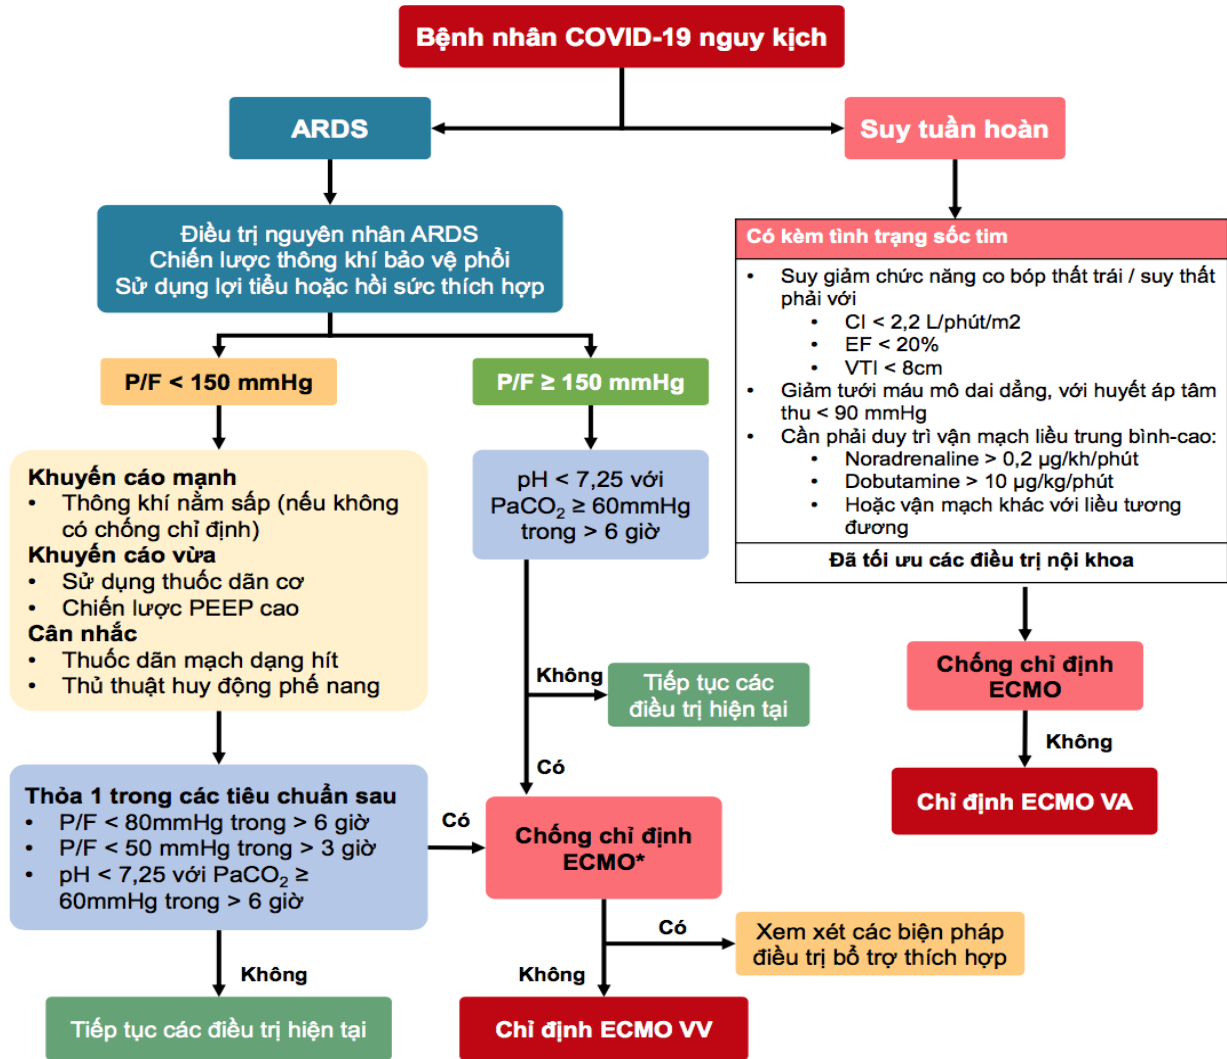 Bệnh nhân COVID-19 nguy kịch
ARDS
Suy tuần hoàn
Điều trị nguyên nhân ARDS
Chiến lược thông khí bảo vệ phổi
Sử dụng lợi tiểu hoặc hồi sức thích hợp
P/F < 150 mmHg
P/F ≥ 150 mmHg
Khuyến cáo mạnh
• Thông khí nằm sấp (nếu không
có chống chỉ định)
Khuyến cáo vừa
• Sử dụng thuốc dãn cơ
• Chiến lược PEEP cao
Cân nhắc
• Thuốc dãn mạch dạng hít
• Thủ thuật huy động phế nang
pH < 7,25 với
PaCO₂ ≥ 60mmHg
trong > 6 giờ
Không
Tiếp tục các
điều trị hiện tại
Có
Thỏa 1 trong các tiêu chuẩn sau
• P/F < 80mmHg trong > 6 giờ
• P/F < 50 mmHg trong > 3 giờ
• pH < 7,25 với PaCO₂ ≥
60mmHg trong > 6 giờ
Có
Chống chỉ định
ECMO*
Không
Tiếp tục các điều trị hiện tại
Có
Xem xét các biện pháp
điều trị bổ trợ thích hợp
Không
Chỉ định ECMO VV
Có kèm tình trạng sốc tim
• Suy giảm chức năng co bóp thất trái / suy thất
phải với
• CI < 2,2 L/phút/m2
• EF < 20%
• VTI < 8cm
• Giảm tưới máu mô dai dẳng, với huyết áp tâm
thu < 90 mmHg
• Cần phải duy trì vận mạch liều trung bình-cao:
• Noradrenaline > 0,2 µg/kh/phút
• Dobutamine > 10 µg/kg/phút
• Hoặc vận mạch khác với liều tương
đương
Đã tối ưu các điều trị nội khoa
Chống chỉ định
ECMO
Không
Chỉ định ECMO VA